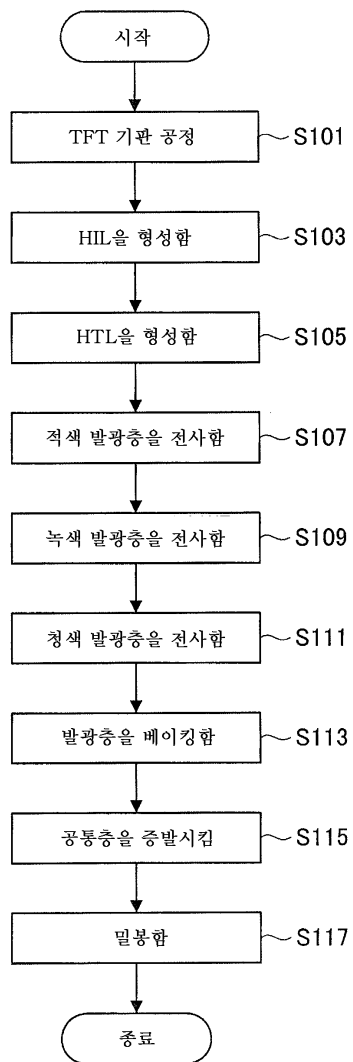 시작
TFT 기판 공정 S101
HIL을 형성함 S103
HTL을 형성함 S105
적색 발광층을 전사함 S107
녹색 발광층을 전사함 S109
청색 발광층을 전사함 S111
발광층을 베이킹함 S113
공통층을 증발시킴 S115
밀봉함 S117
종료